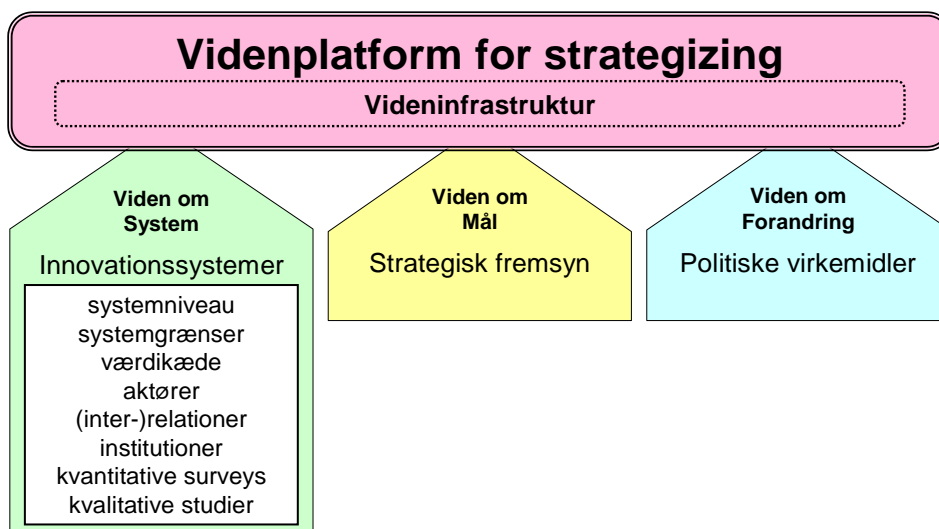 Videnplatform for strategizing
Videninfrastruktur
Viden om
System
Innovationssystemer
systemniveau
systemgrænser
værdikæde
aktører
(inter-)relationer
institutioner
kvantitative surveys
kvalitative studier
Viden om
Mål
Strategisk fremsyn
Viden om
Forandring
Politiske virkemidler